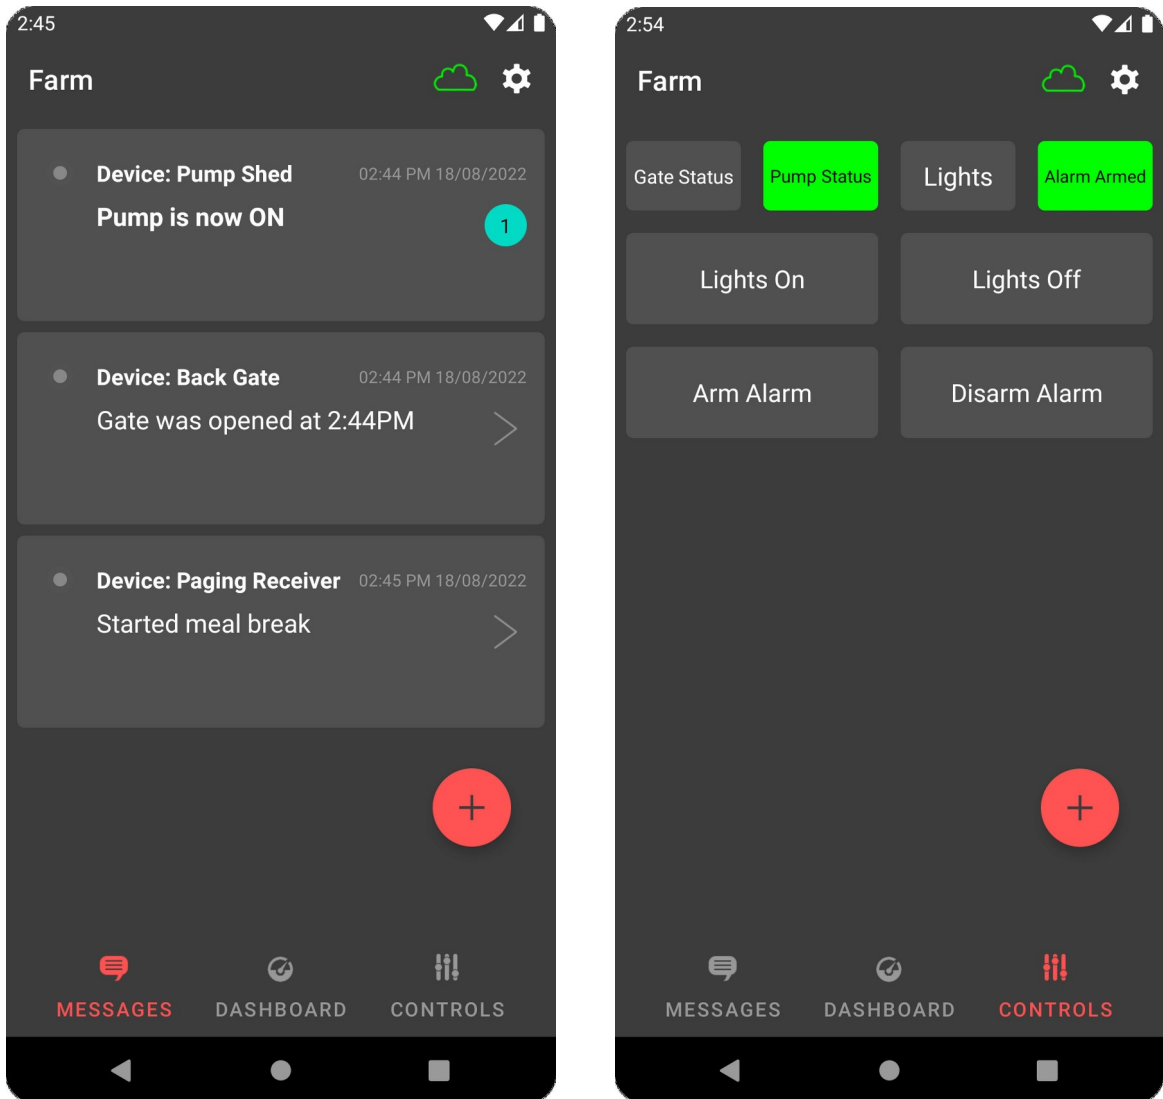 2:45
Farm
Device: Pump Shed 02:44 PM 18/08/2022
Pump is now ON
1
Device: Back Gate 02:44 PM 18/08/2022
Gate was opened at 2:44PM
Device: Paging Receiver 02:45 PM 18/08/2022
Started meal break
MESSAGES DASHBOARD CONTROLS
2:54
Farm
Gate Status Pump Status Lights Alarm Armed
Lights On Lights Off
Arm Alarm Disarm Alarm
MESSAGES DASHBOARD CONTROLS